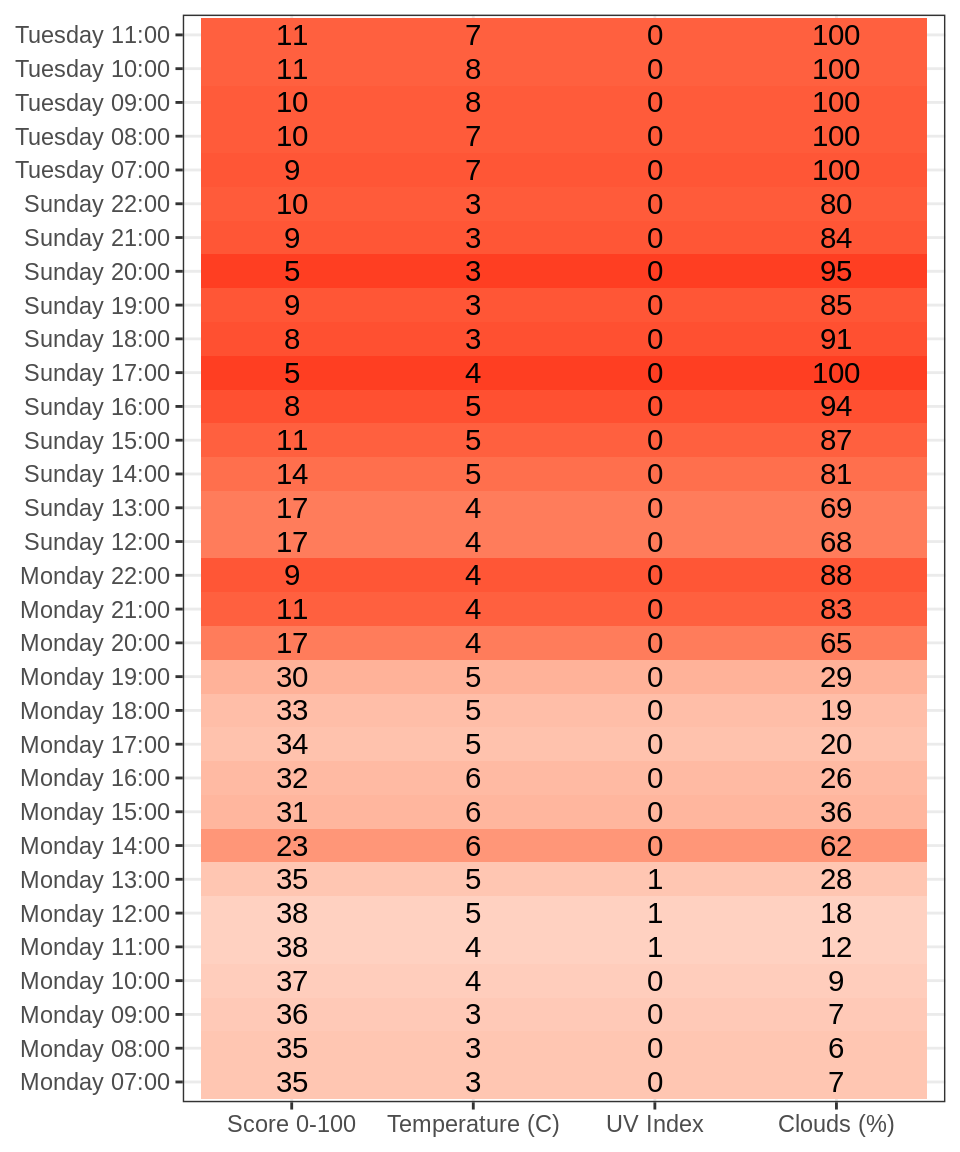 Tuesday 11:00 11 7 0 100
Tuesday 10:00 11 8 0 100
Tuesday 09:00 10 8 0 100
Tuesday 08:00 10 7 0 100
Tuesday 07:00 9 7 0 100
Sunday 22:00 10 3 0 80
Sunday 21:00 9 3 0 84
Sunday 20:00 5 3 0 95
Sunday 19:00 9 3 0 85
Sunday 18:00 8 3 0 91
Sunday 17:00 5 4 0 100
Sunday 16:00 8 5 0 94
Sunday 15:00 11 5 0 87
Sunday 14:00 14 5 0 81
Sunday 13:00 17 4 0 69
Sunday 12:00 17 4 0 68
Monday 22:00 9 4 0 88
Monday 21:00 11 4 0 83
Monday 20:00 17 4 0 65
Monday 19:00 30 5 0 29
Monday 18:00 33 5 0 19
Monday 17:00 34 5 0 20
Monday 16:00 32 6 0 26
Monday 15:00 31 6 0 36
Monday 14:00 23 6 0 62
Monday 13:00 35 5 1 28
Monday 12:00 38 5 1 18
Monday 11:00 38 4 1 12
Monday 10:00 37 4 0 9
Monday 09:00 36 3 0 7
Monday 08:00 35 3 0 6
Monday 07:00 35 3 0 7
Score 0-100 Temperature (C) UV Index Clouds (%)